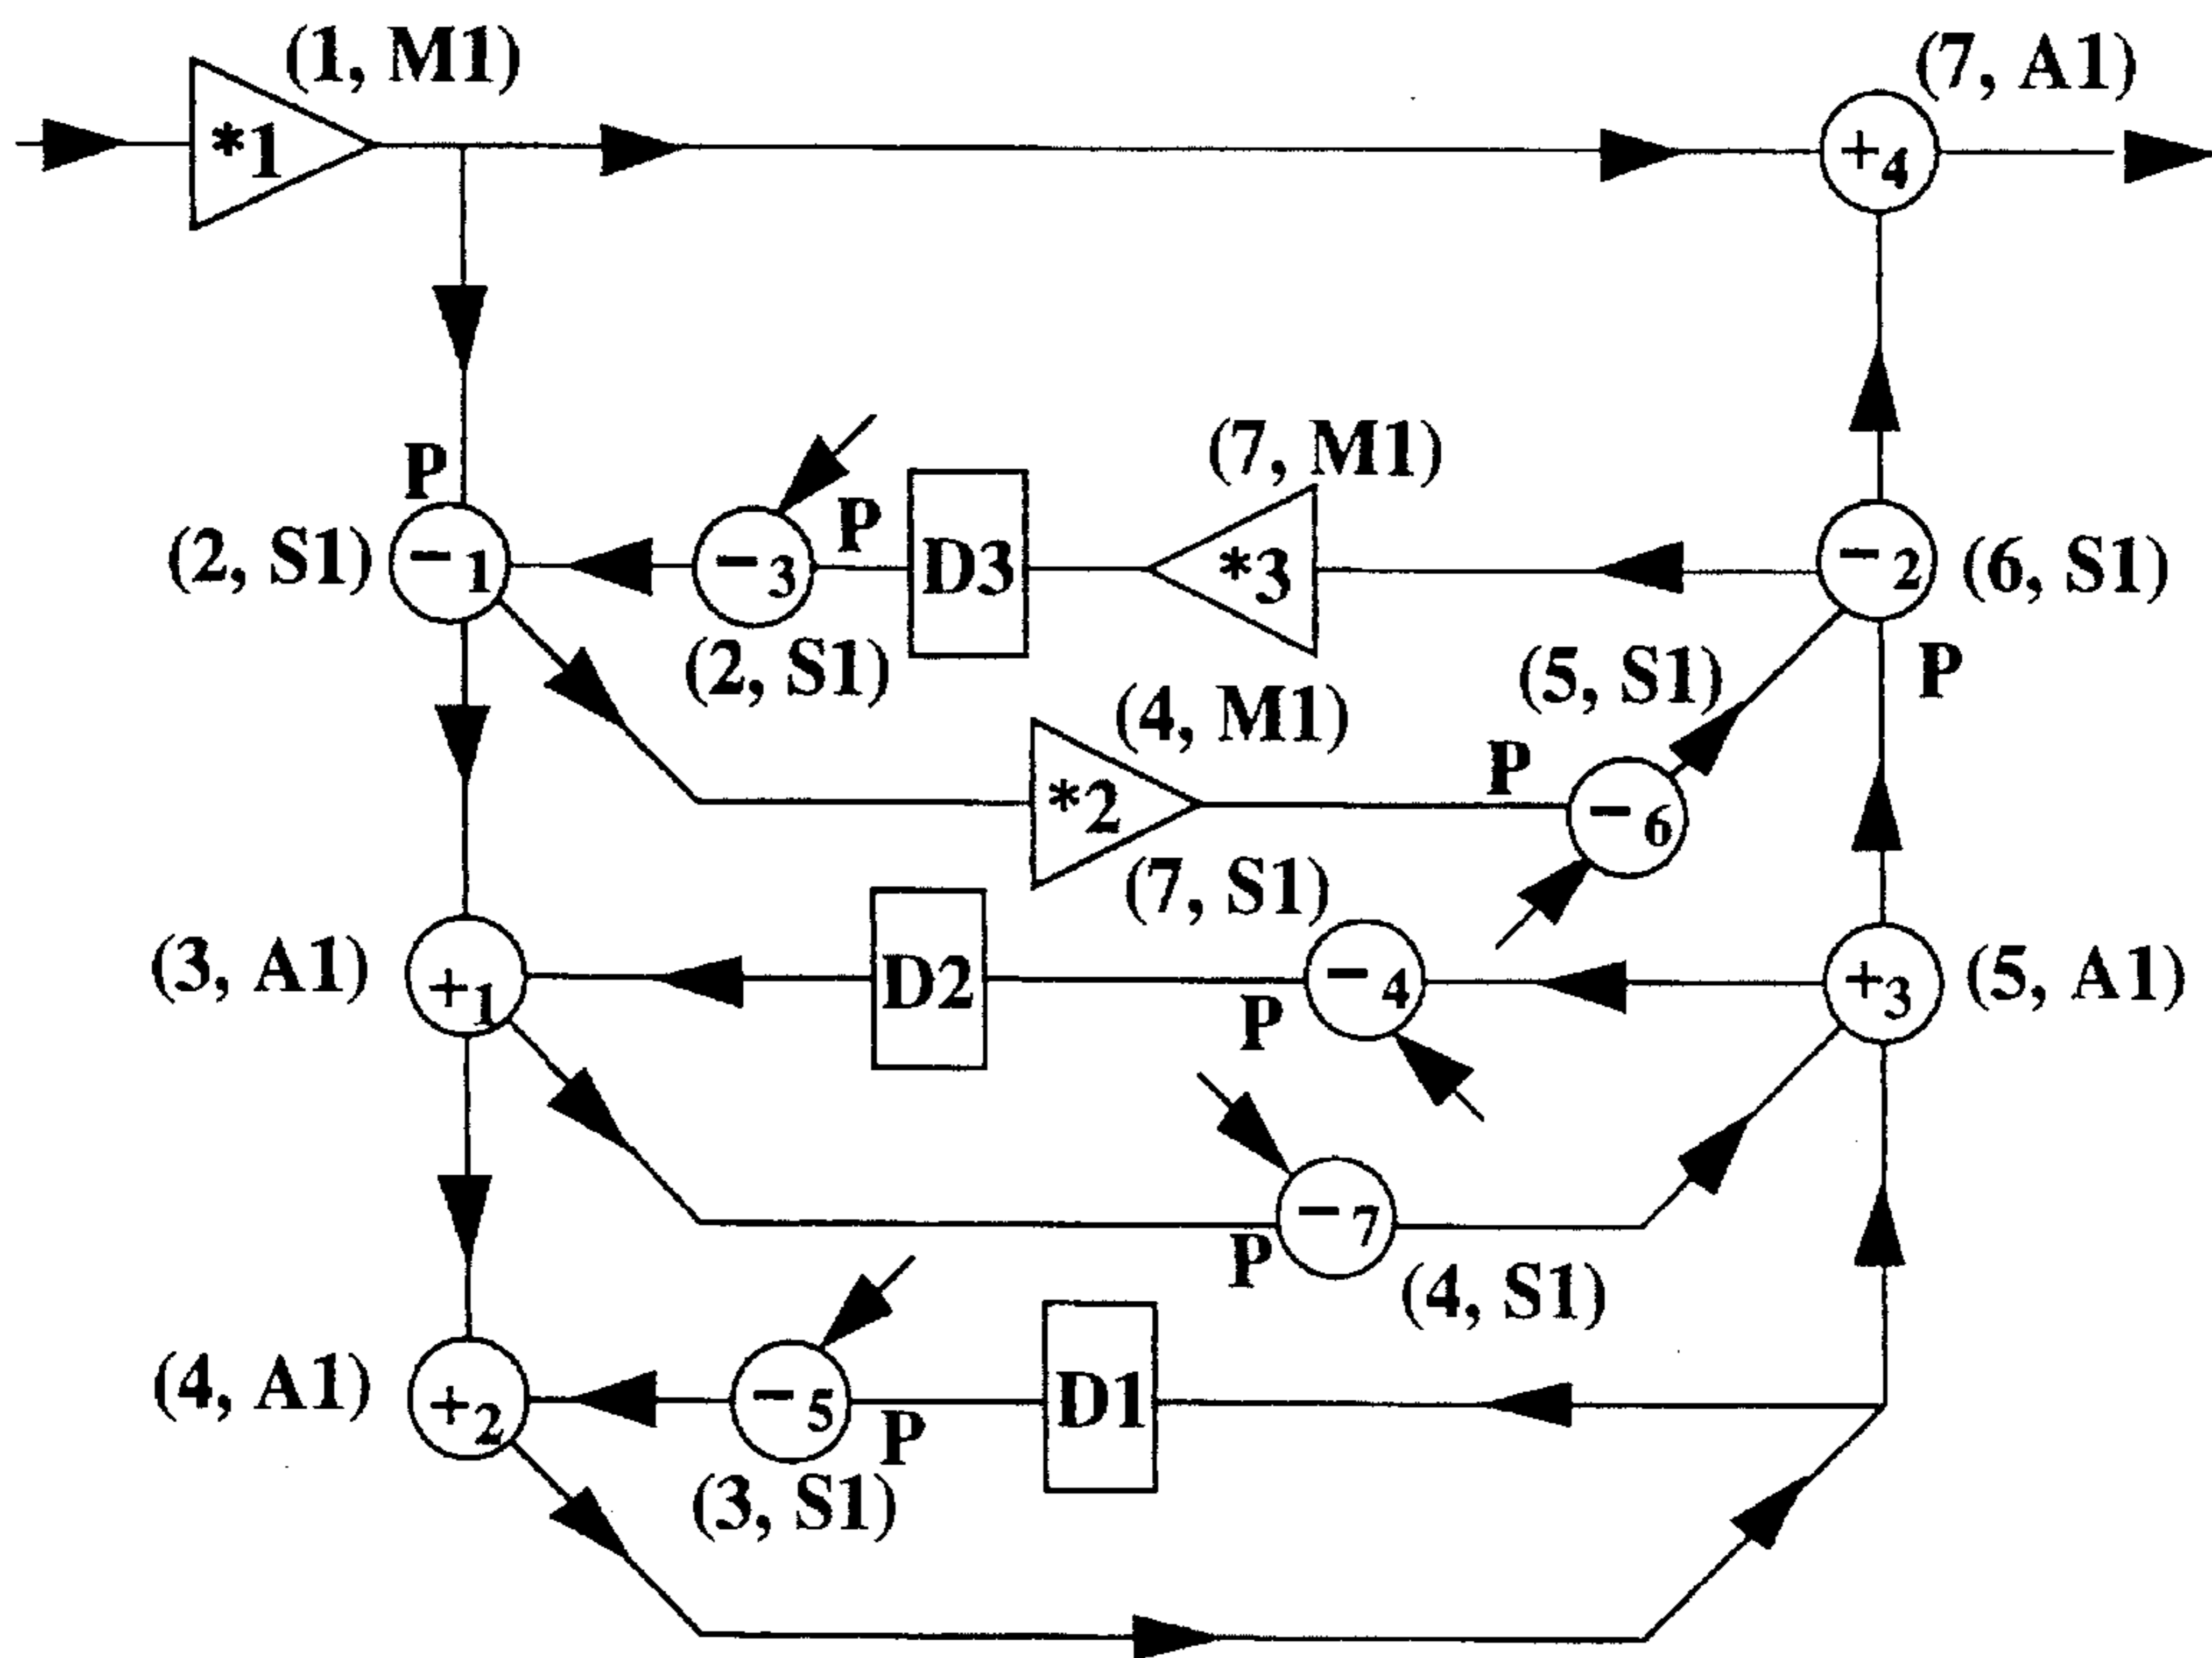 (1, M1)
(7, A1)
*1
+4
P
(7, M1)
P
(2, S1)
−1
−3
D3
*3
−2
(6, S1)
(2, S1)
(5, S1)
P
(4, M1)
P
*2
−6
(7, S1)
(3, A1)
+1
D2
−4
+3
(5, A1)
P
−7
P
(4, S1)
(4, A1)
+2
−5
D1
P
(3, S1)